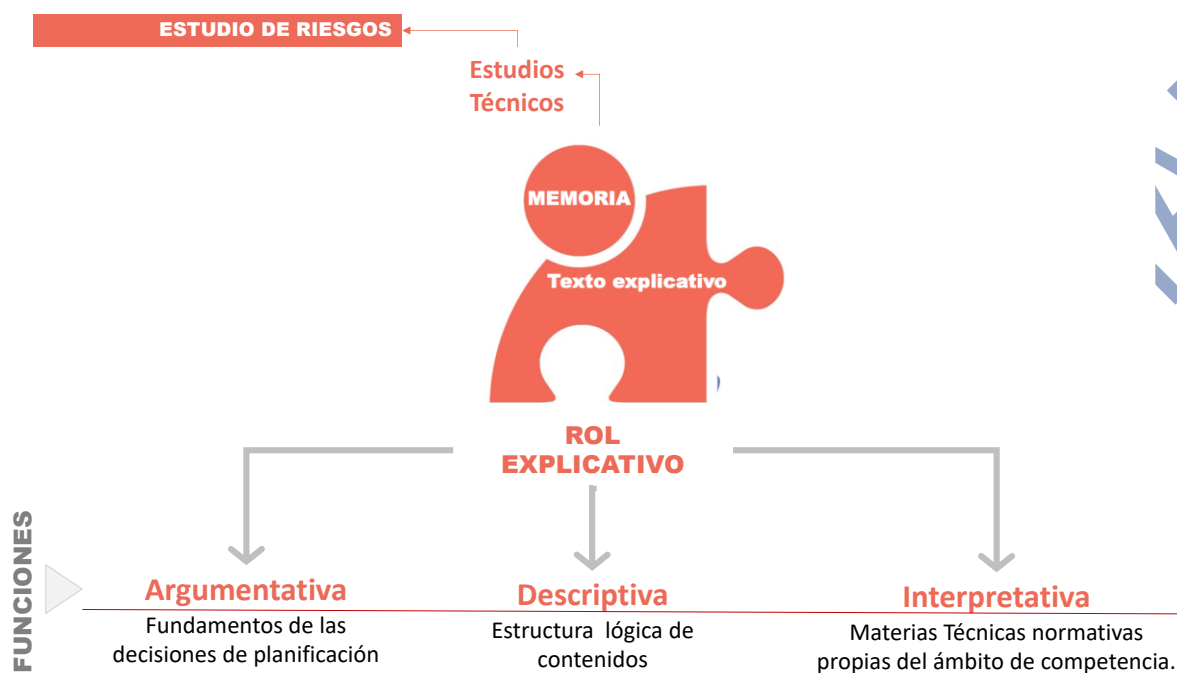 ESTUDIO DE RIESGOS
Estudios
Técnicos
MEMORIA
Texto explicativo
ROL
EXPLICATIVO
FUNCIONES
Argumentativa
Fundamentos de las
decisiones de planificación
Descriptiva
Estructura lógica de
contenidos
Interpretativa
Materias Técnicas normativas
propias del ámbito de competencia.